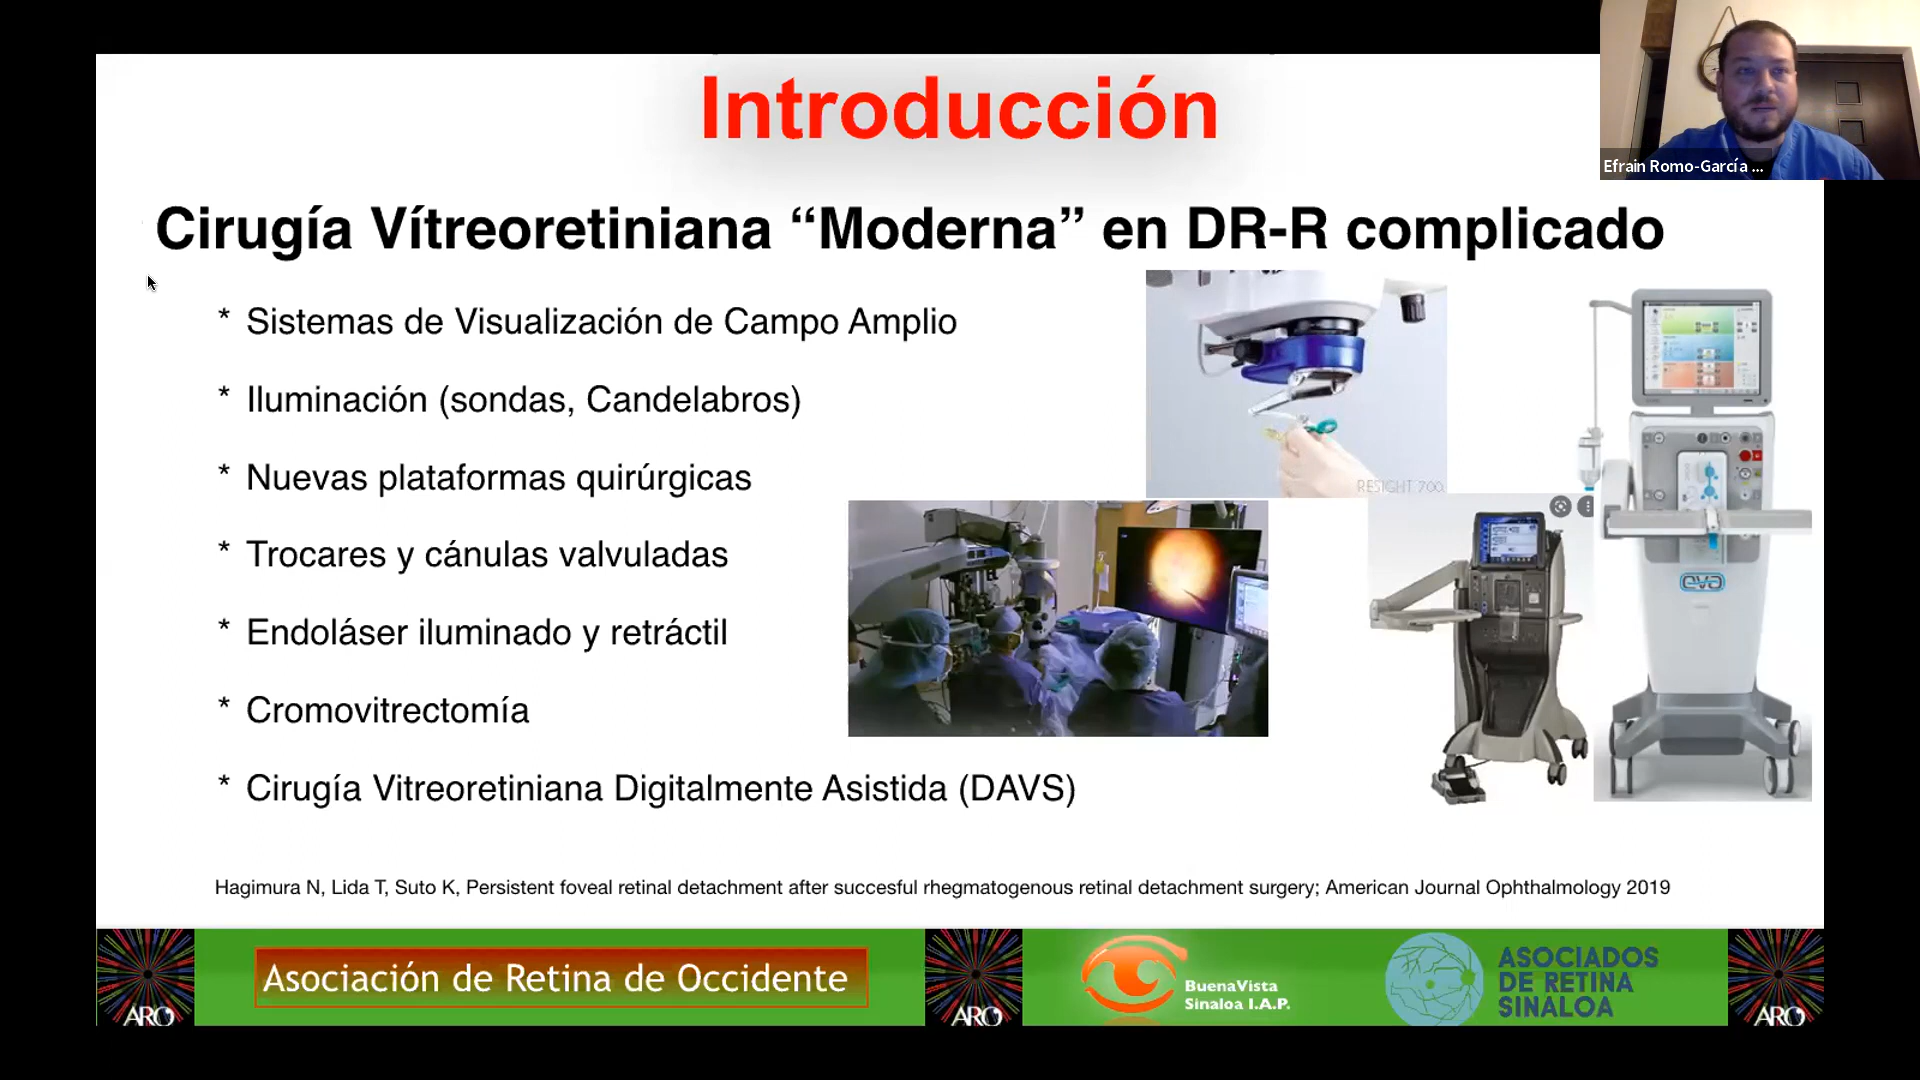 Introducción
Efrain Romo-García ...
Cirugía Vítreoretiniana “Moderna” en DR-R complicado
* Sistemas de Visualización de Campo Amplio
* Iluminación (sondas, Candelabros)
* Nuevas plataformas quirúrgicas
* Trocares y cánulas valvuladas
* Endoláser iluminado y retráctil
* Cromovitrectomía
* Cirugía Vitreoretiniana Digitalmente Asistida (DAVS)
RESIGHT 700
eva
Hagimura N, Lida T, Suto K, Persistent foveal retinal detachment after succesful rhegmatogenous retinal detachment surgery; American Journal Ophthalmology 2019
ARO
Asociación de Retina de Occidente
ARO
BuenaVista
Sinaloa I.A.P.
ASOCIADOS
DE RETINA
SINALOA
ARO